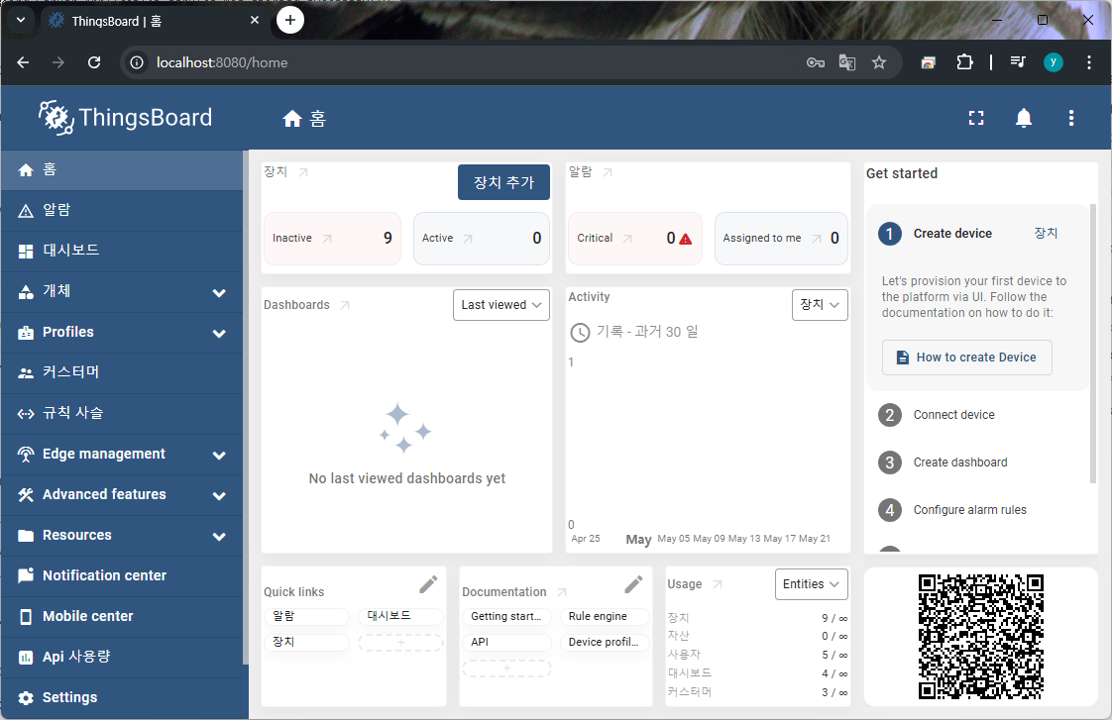 ThingsBoard | 홈
localhost:8080/home
y
ThingsBoard
홈
홈
알람
대시보드
개체
Profiles
커스터머
규칙 사슬
Edge management
Advanced features
Resources
Notification center
Mobile center
Api 사용량
Settings
장치
장치 추가
Inactive 9
Active 0
알람
Critical 0
Assigned to me 0
Dashboards
Last viewed
No last viewed dashboards yet
Activity
장치
기록 - 과거 30 일
1
0
Apr 25 May May 05 May 09 May 13 May 17 May 21
Get started
1 Create device 장치
Let's provision your first device to
the platform via UI. Follow the
documentation on how to do it:
How to create Device
2 Connect device
3 Create dashboard
4 Configure alarm rules
Quick links
알람 대시보드
장치
Documentation
Getting start... Rule engine
API Device profil...
Usage
Entities
장치 9 / ∞
자산 0 / ∞
사용자 5 / ∞
대시보드 4 / ∞
커스터머 3 / ∞